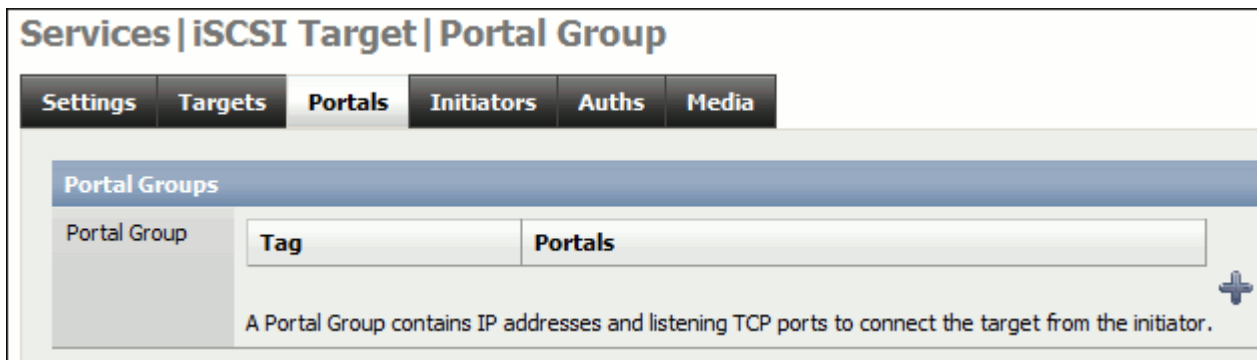 Services|iSCSI Target|Portal Group
Settings Targets Portals Initiators Auths Media
Portal Groups
Portal Group Tag Portals
A Portal Group contains IP addresses and listening TCP ports to connect the target from the initiator.